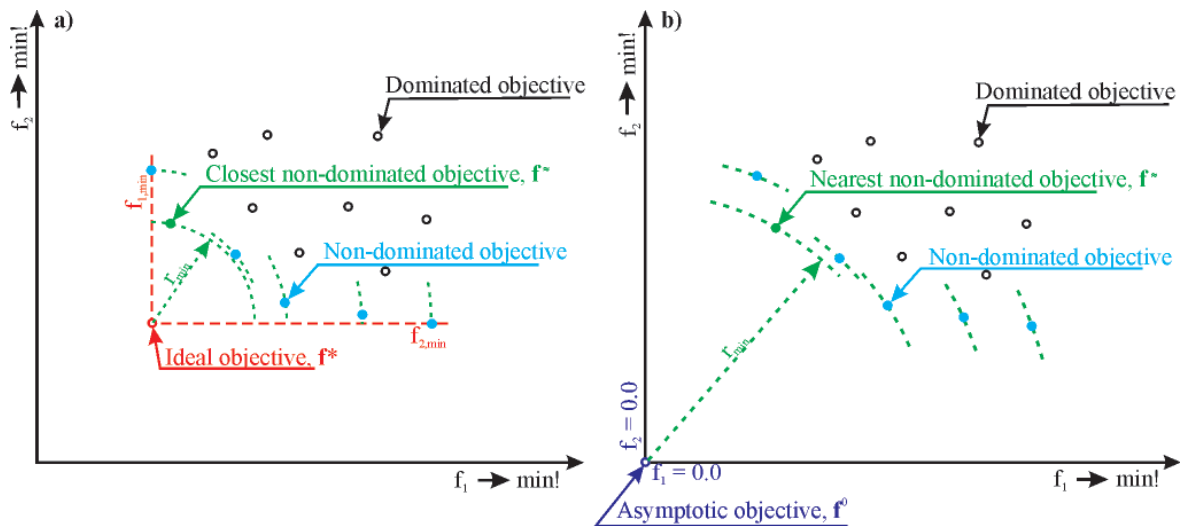 a)
f₂ → min!
Dominated objective
Closest non-dominated objective, f≈
f₁,min
Non-dominated objective
r_min
f₂,min
Ideal objective, f*
f₁ → min!
b)
f₂ → min!
Dominated objective
Nearest non-dominated objective, f≈
Non-dominated objective
r_min
f₂ = 0.0
f₁ = 0.0
f₁ → min!
Asymptotic objective, f⁰